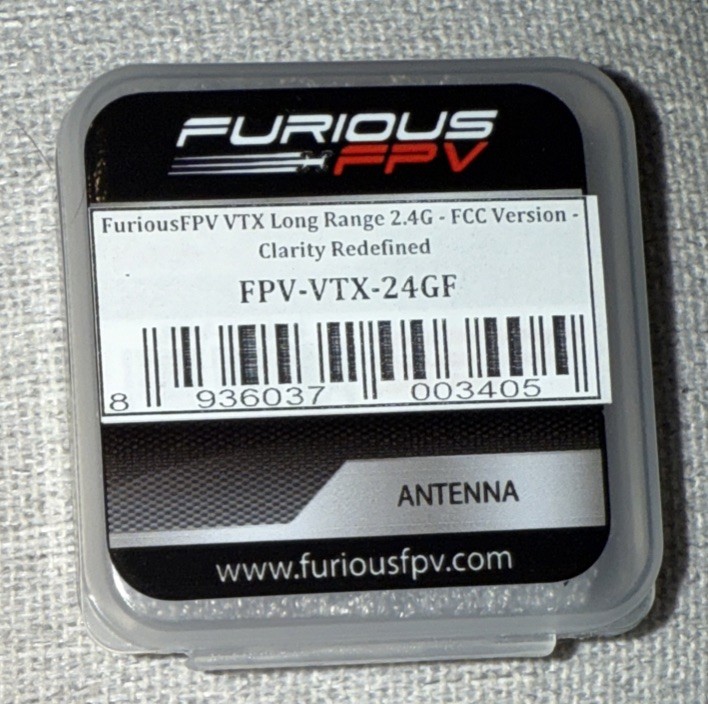 FURIOUS
FPV
FuriousFPV VTX Long Range 2.4G - FCC Version -
Clarity Redefined
FPV-VTX-24GF
8 936037 003405
ANTENNA
www.furiousfpv.com